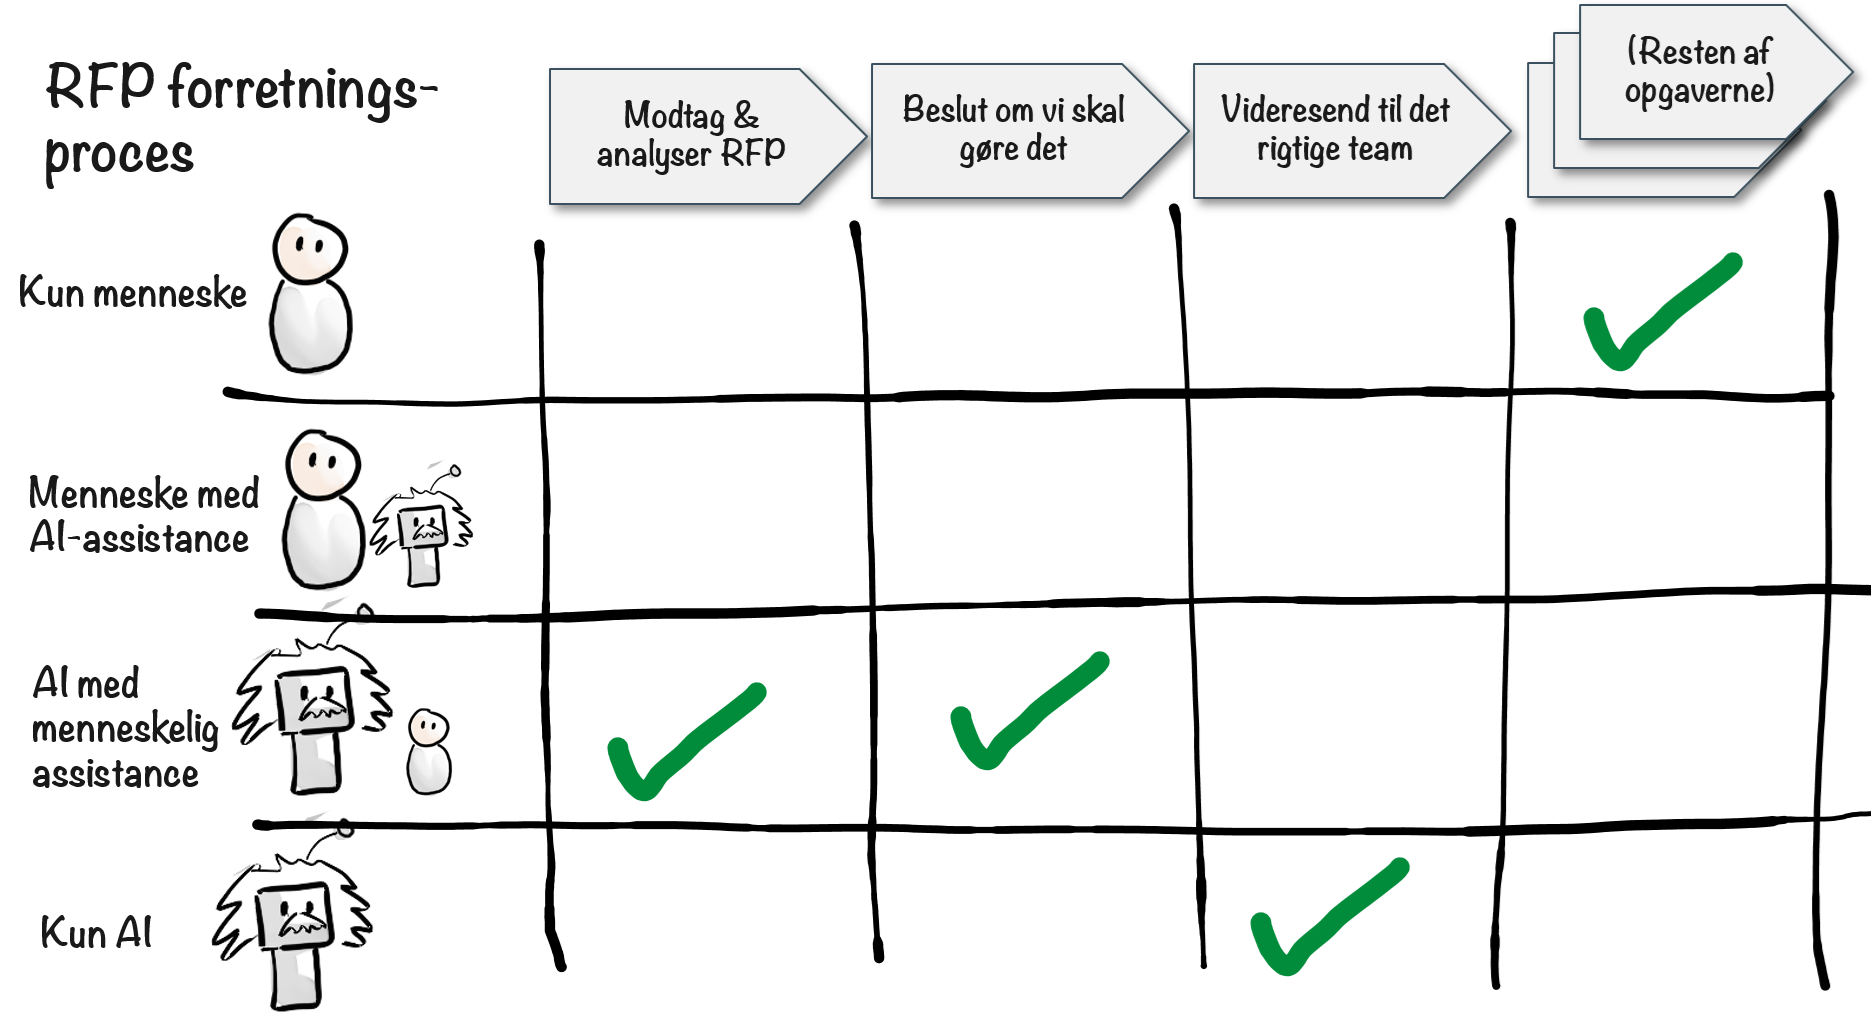 RFP forretnings-
proces
Modtag &
analyser RFP
Beslut om vi skal
gøre det
Videresend til det
rigtige team
(Resten af
opgaverne)
Kun menneske
Menneske med
AI-assistance
AI med
menneskelig
assistance
Kun AI